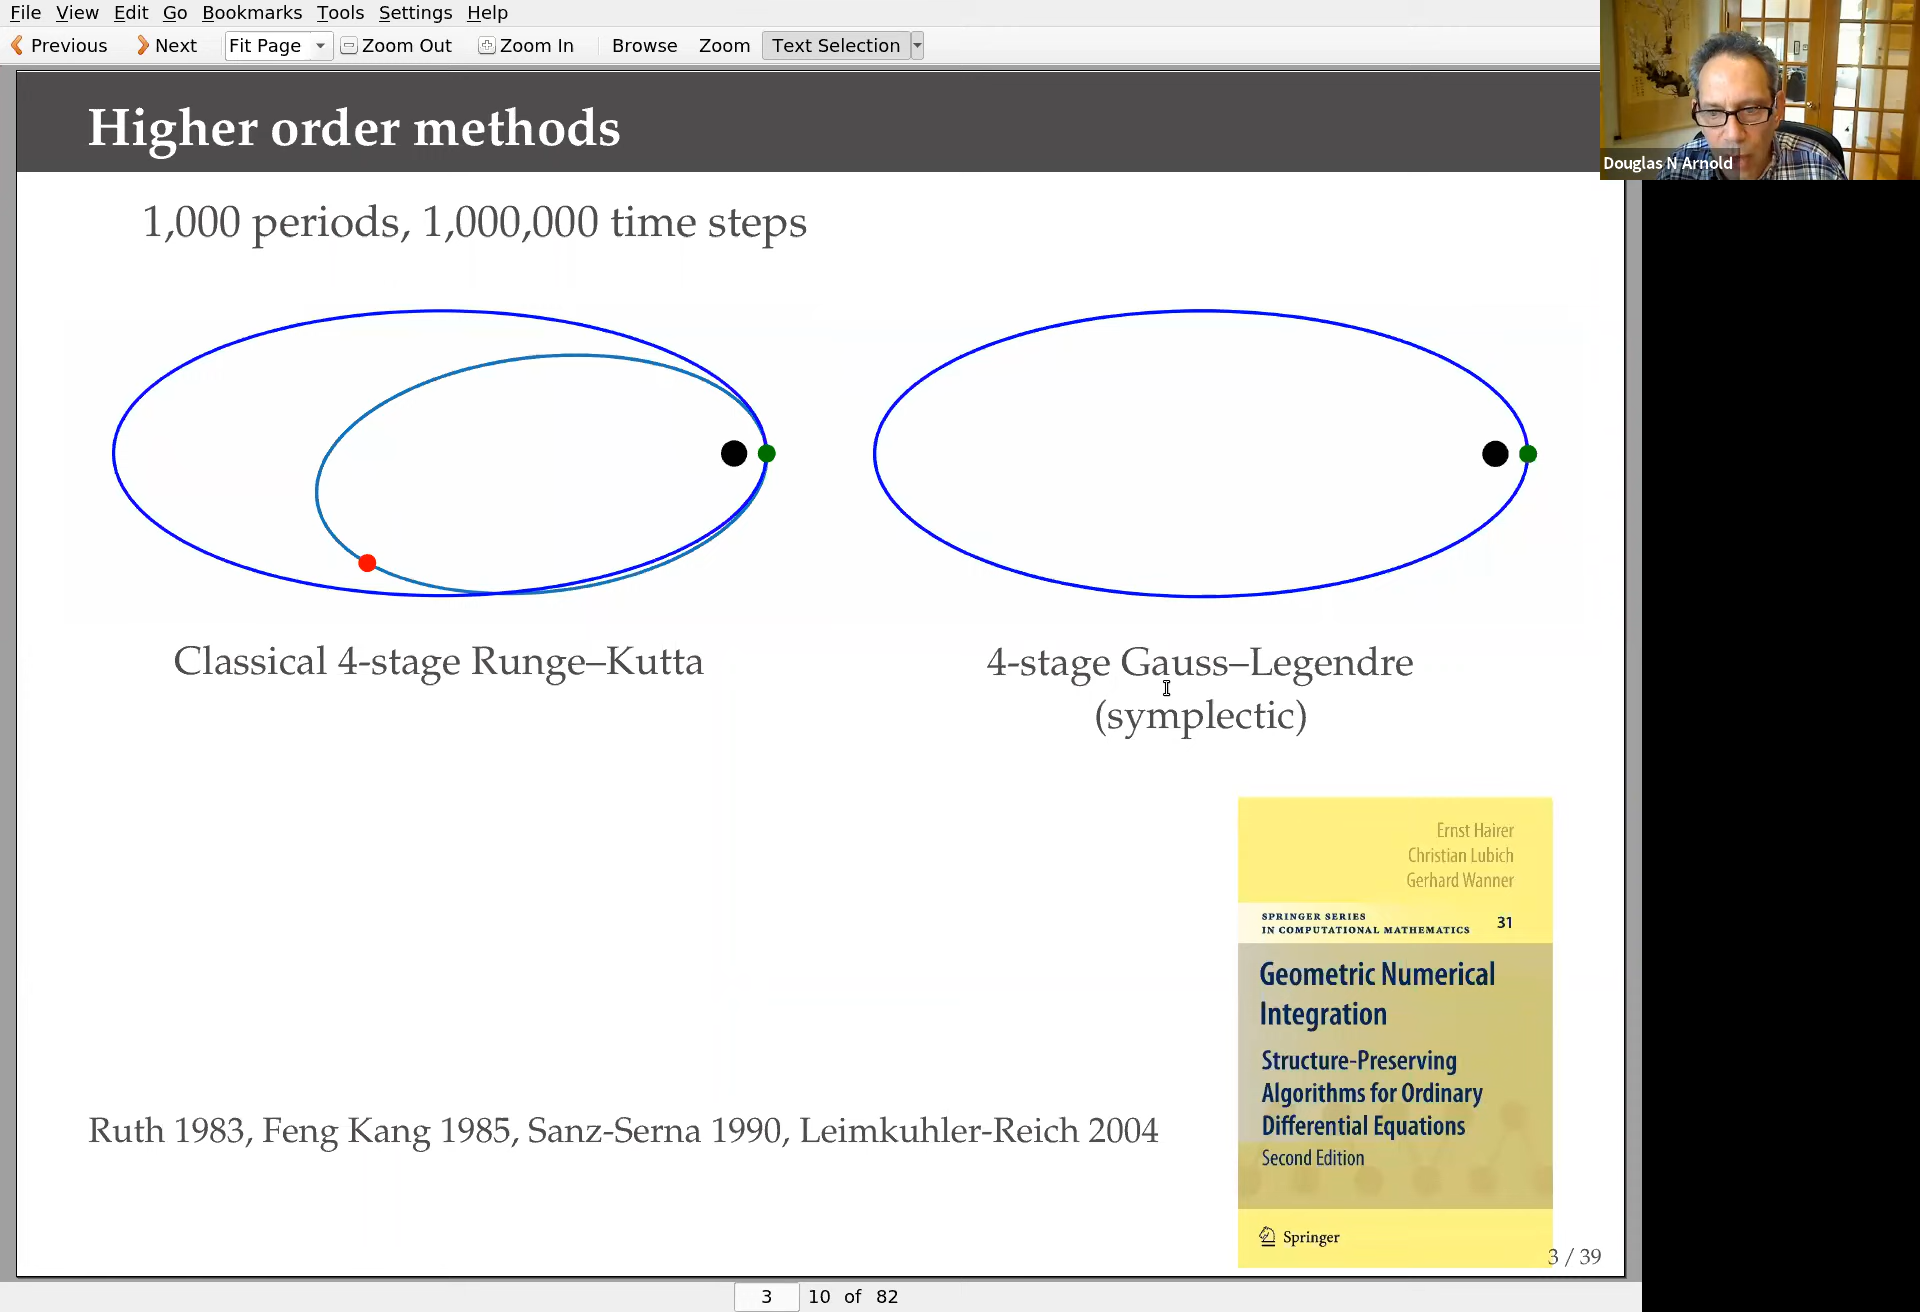 File View Edit Go Bookmarks Tools Settings Help
Previous Next Fit Page Zoom Out Zoom In Browse Zoom Text Selection
Douglas N Arnold
Higher order methods
1,000 periods, 1,000,000 time steps
Classical 4-stage Runge–Kutta
4-stage Gauss–Legendre
(symplectic)
Ernst Hairer
Christian Lubich
Gerhard Wanner
SPRINGER SERIES
IN COMPUTATIONAL MATHEMATICS 31
Geometric Numerical
Integration
Structure-Preserving
Algorithms for Ordinary
Differential Equations
Second Edition
Springer
Ruth 1983, Feng Kang 1985, Sanz-Serna 1990, Leimkuhler-Reich 2004
3 / 39
3 10 of 82